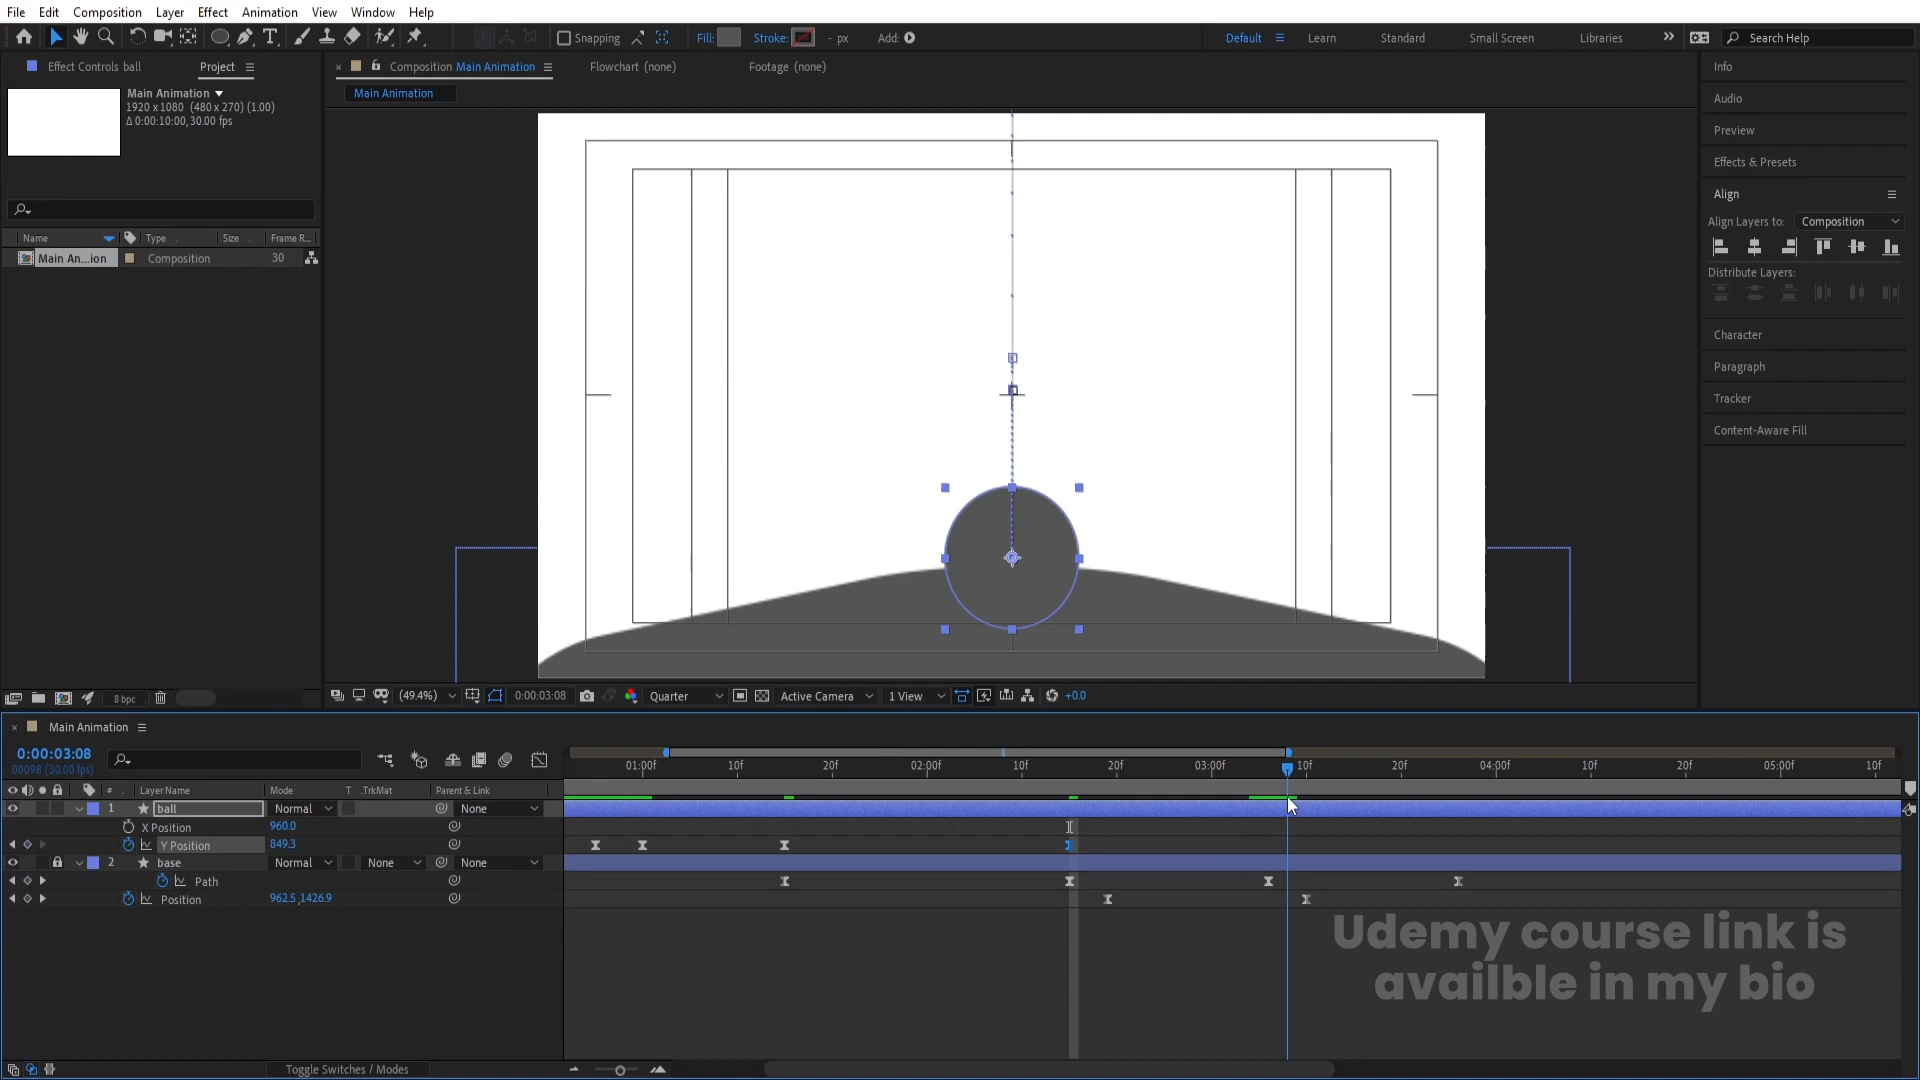 File Edit Composition Layer Effect Animation View Window Help
Snapping Fill: Stroke: - px Add: Default Learn Standard Small Screen Libraries >> Search Help
Effect Controls ball Project
Main Animation
1920 x 1080 (480 x 270) (1.00)
Δ 0:00:10:00, 30.00 fps
Name Type Size Frame R...
Main An...ion Composition 30
8 bpc
× Composition Main Animation Flowchart (none) Footage (none)
Main Animation
(49.4%) 0:00:03:08 Quarter Active Camera 1 View +0.0
Info
Audio
Preview
Effects & Presets
Align
Align Layers to: Composition
Distribute Layers:
Character
Paragraph
Tracker
Content-Aware Fill
× Main Animation
0:00:03:08
00098 (30.00 fps)
01:00f 10f 20f 02:00f 10f 20f 03:00f 10f 20f 04:00f 10f 20f 05:00f 10f
# Layer Name Mode T .TrkMat Parent & Link
1 ball Normal None
X Position 960.0
Y Position 849.3
2 base Normal None None
Path
Position 962.5,1426.9
Toggle Switches / Modes
Udemy course link is
availble in my bio